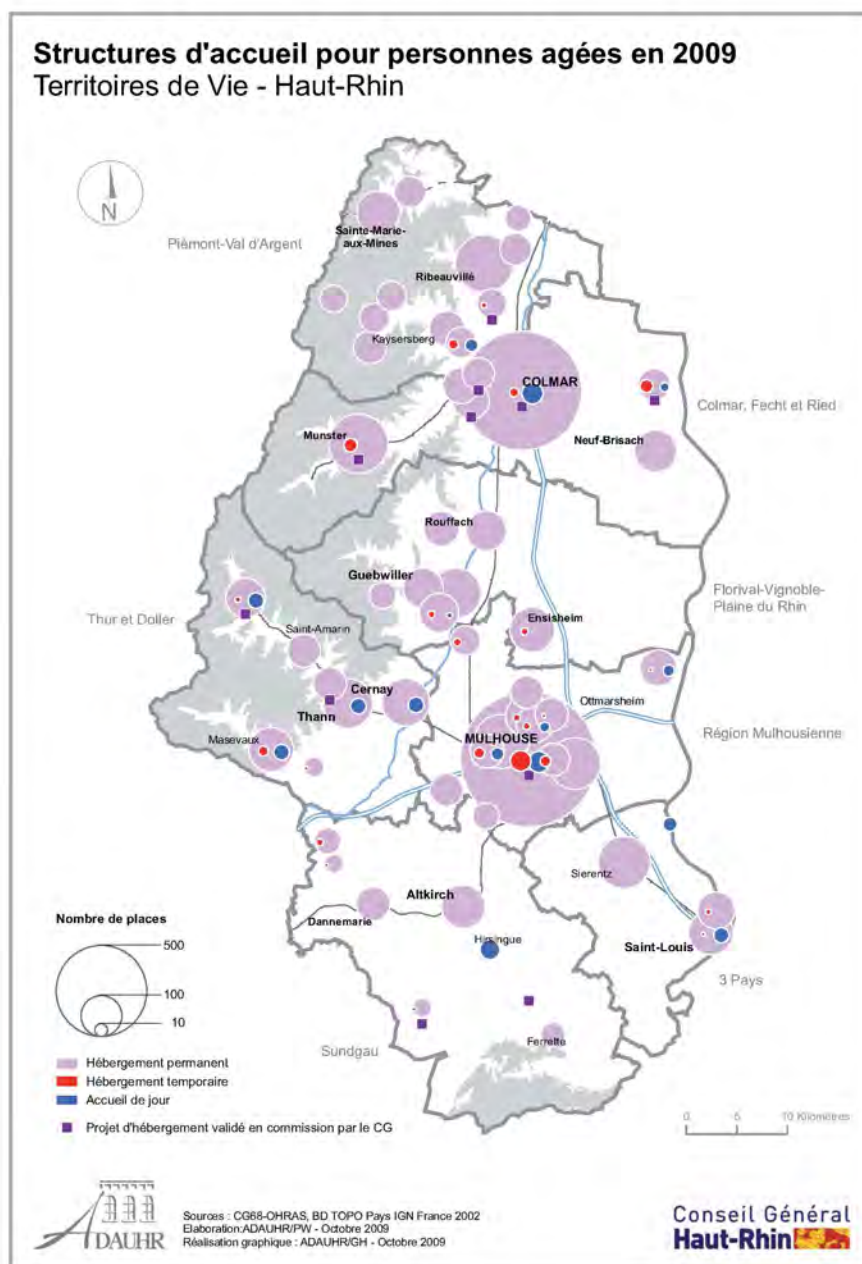 Structures d'accueil pour personnes agées en 2009
Territoires de Vie - Haut-Rhin
N
Pièmont-Val d'Argent
Sainte-Marie-
aux-Mines
Ribeauvillé
Kaysersberg
COLMAR
Colmar, Fecht et Ried
Munster
Neuf-Brisach
Rouffach
Guebwiller
Florival-Vignoble-
Plaine du Rhin
Thur et Doller
Ensisheim
Saint-Amarin
Ottmarsheim
Cernay
Thann
Région Mulhousienne
MULHOUSE
Masevaux
Sierentz
Altkirch
Dannemarie
Hirsingue
Saint-Louis
3 Pays
Sundgau
Ferrette
Nombre de places
500
100
10
Hébergement permanent
Hébergement temporaire
Accueil de jour
Projet d'hébergement validé en commission par le CG
0 5 10 Kilomètres
ADAUHR
Sources : CG68-OHRAS, BD TOPO Pays IGN France 2002
Elaboration:ADAUHR/PW - Octobre 2009
Réalisation graphique : ADAUHR/GH - Octobre 2009
Conseil Général
Haut-Rhin